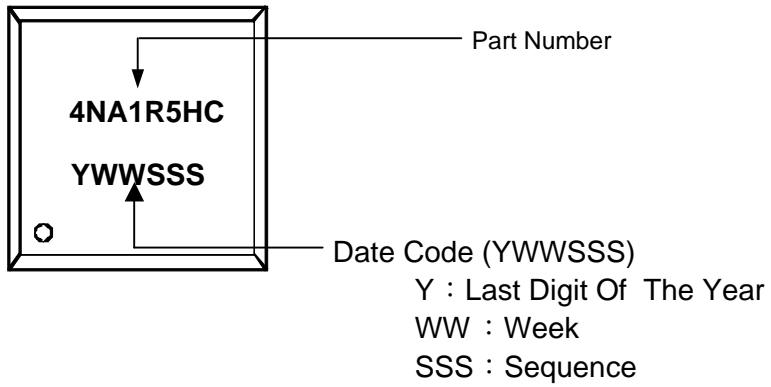 Part Number
4NA1R5HC
YWWSSS
Date Code (YWWSSS)
Y：Last Digit Of The Year
WW：Week
SSS：Sequence